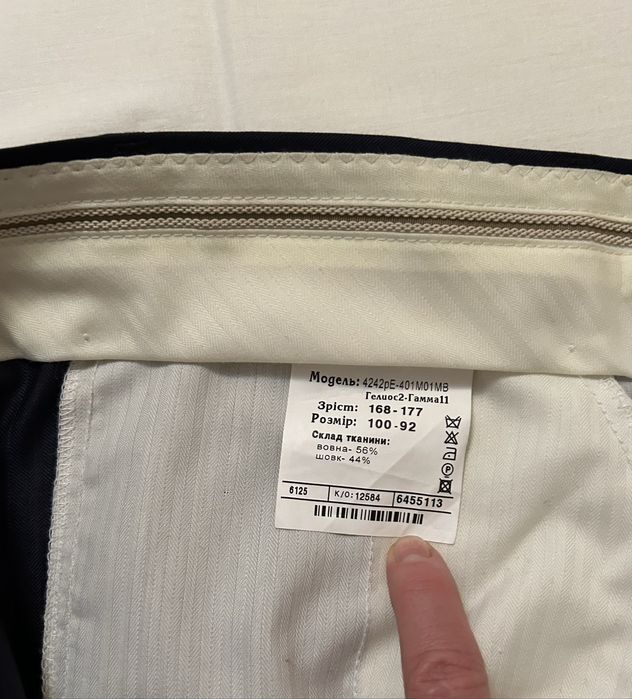 Модель: 4242рЕ-401М01МВ
Гелиос2-Гамма11
Зріст: 168-177
Розмір: 100-92
Склад тканини:
вовна- 56%
шовк- 44%
6125 К/О:12584 6455113